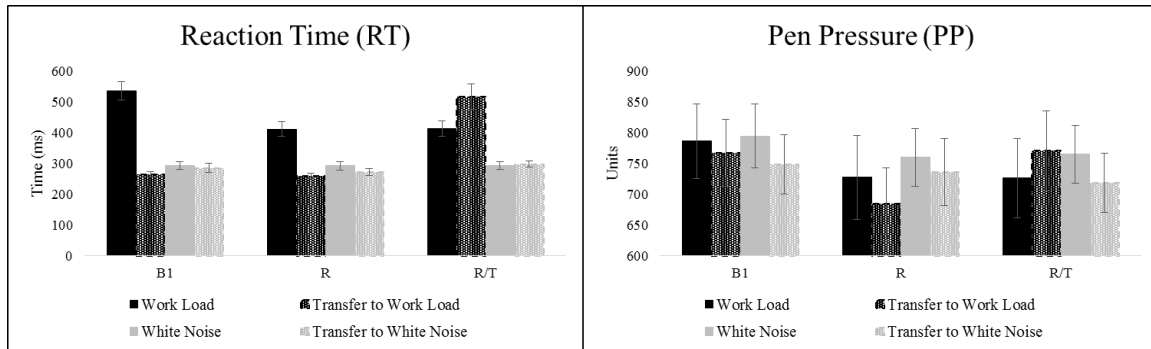 Reaction Time (RT)
600
500
400
300
200
100
0
Time (ms)
B1 R R/T
Work Load Transfer to Work Load
White Noise Transfer to White Noise
Pen Pressure (PP)
900
850
800
750
700
650
600
Units
B1 R R/T
Work Load Transfer to Work Load
White Noise Transfer to White Noise